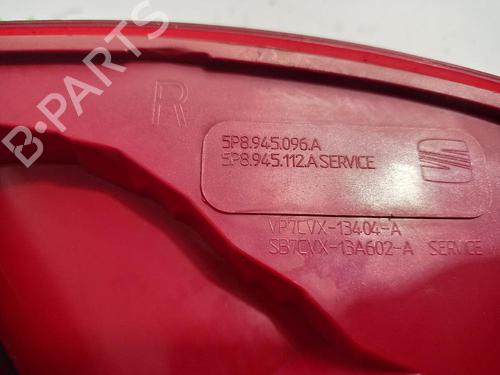 B-PARTS
R
5P8.945.096.A
5P8.945.112.A SERVICE
VP7CVX-13404-A
SB7CVX-13A602-A SERVICE